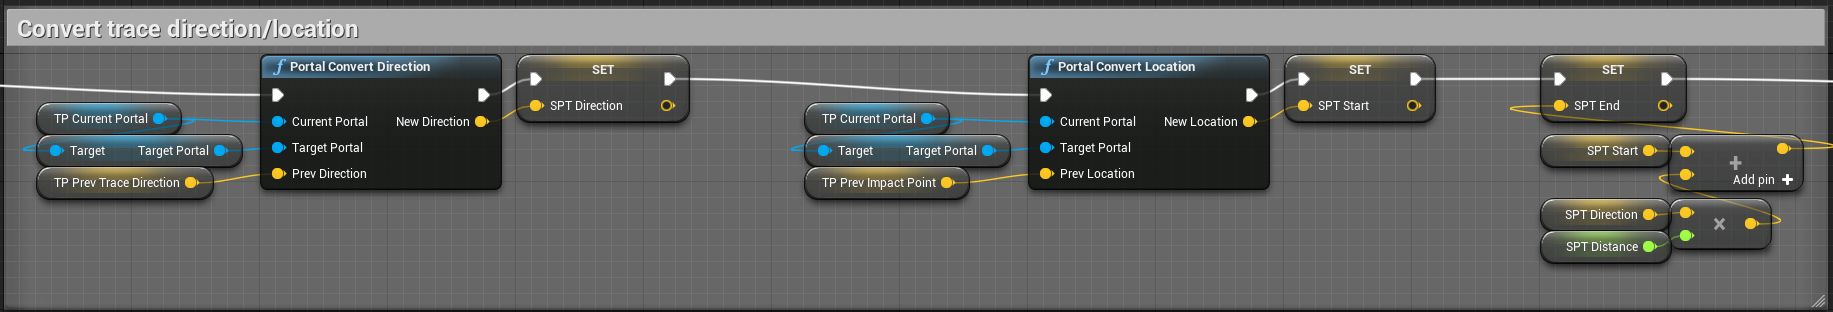 Convert trace direction/location
Portal Convert Direction
TP Current Portal
Target Target Portal
TP Prev Trace Direction
Current Portal New Direction
Target Portal
Prev Direction
SET
SPT Direction
Portal Convert Location
TP Current Portal
Target Target Portal
TP Prev Impact Point
Current Portal New Location
Target Portal
Prev Location
SET
SPT Start
SET
SPT End
SPT Start
+
Add pin +
SPT Direction
SPT Distance
×